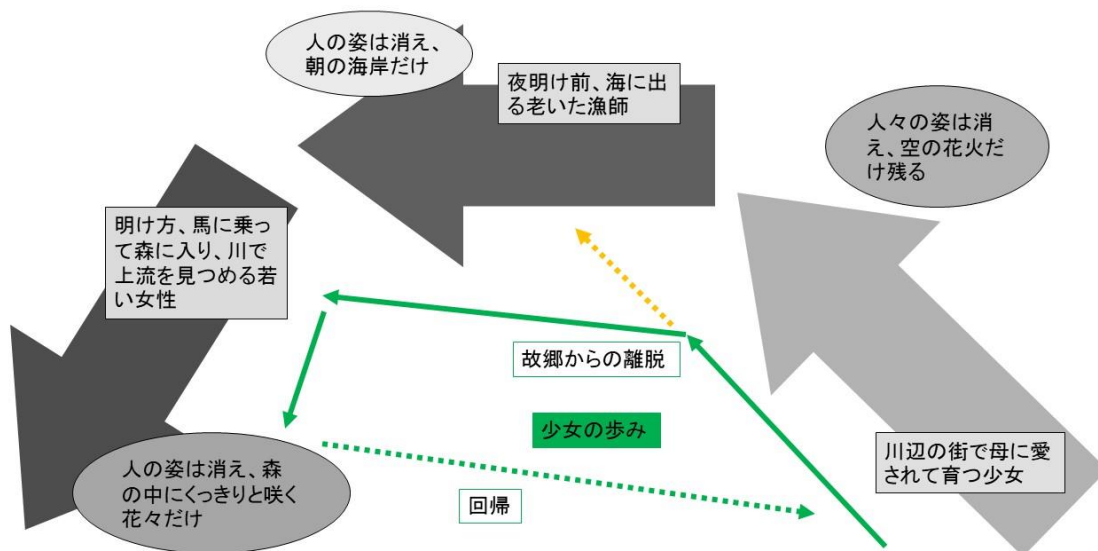 人の姿は消え、
朝の海岸だけ
夜明け前、海に出
る老いた漁師
人々の姿は消
え、空の花火だ
け残る
明け方、馬に乗っ
て森に入り、川で
上流を見つめる若
い女性
故郷からの離脱
少女の歩み
川辺の街で母に愛
されて育つ少女
人の姿は消え、森
の中にくっきりと咲く
花々だけ
回帰